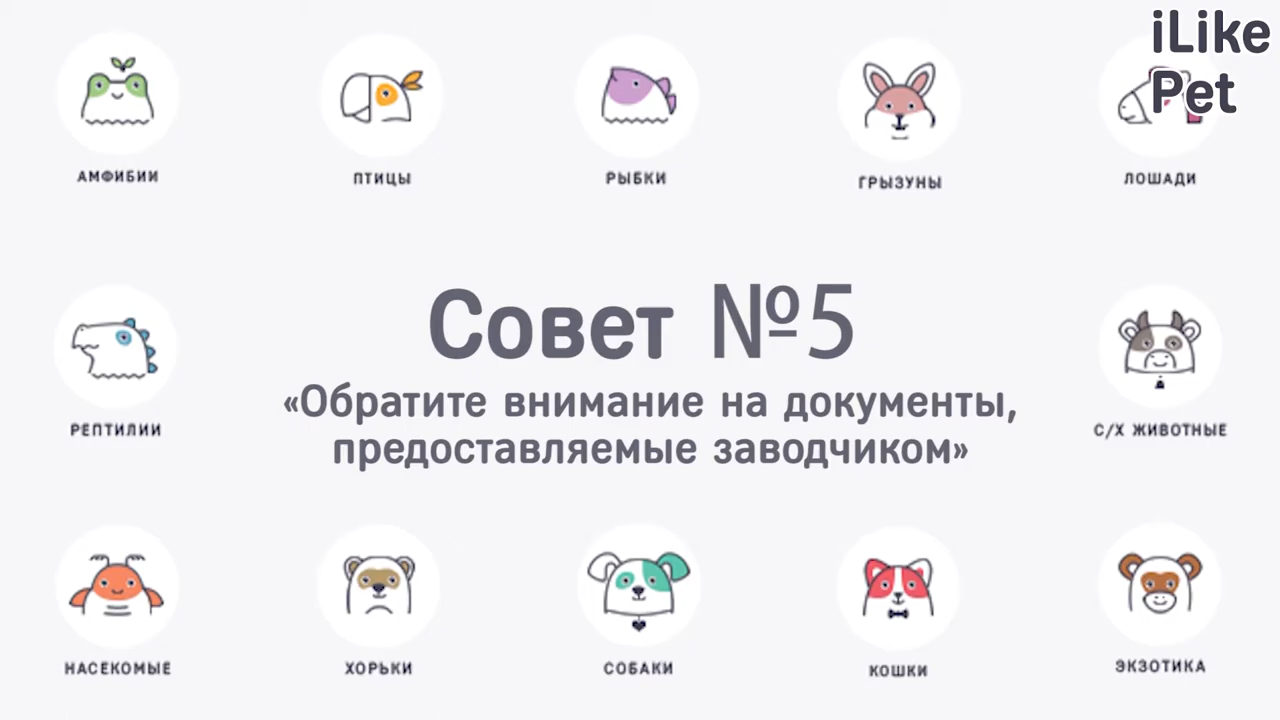 iLike
Pet
АМФИБИИ
ПТИЦЫ
РЫБКИ
ГРЫЗУНЫ
ЛОШАДИ
Совет №5
«Обратите внимание на документы,
предоставляемые заводчиком»
РЕПТИЛИИ
С/Х ЖИВОТНЫЕ
НАСЕКОМЫЕ
ХОРЬКИ
СОБАКИ
КОШКИ
ЭКЗОТИКА